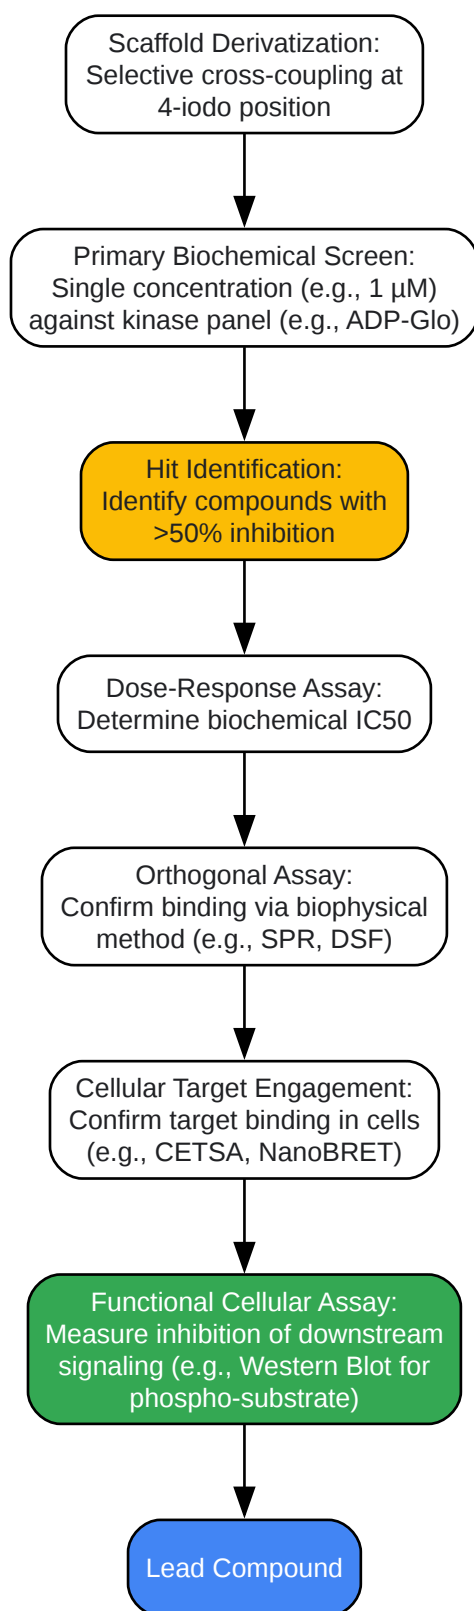 Scaffold Derivatization:
Selective cross-coupling at
4-iodo position
Primary Biochemical Screen:
Single concentration (e.g., 1 µM)
against kinase panel (e.g., ADP-Glo)
Hit Identification:
Identify compounds with
>50% inhibition
Dose-Response Assay:
Determine biochemical IC50
Orthogonal Assay:
Confirm binding via biophysical
method (e.g., SPR, DSF)
Cellular Target Engagement:
Confirm target binding in cells
(e.g., CETSA, NanoBRET)
Functional Cellular Assay:
Measure inhibition of downstream
signaling (e.g., Western Blot for
phospho-substrate)
Lead Compound